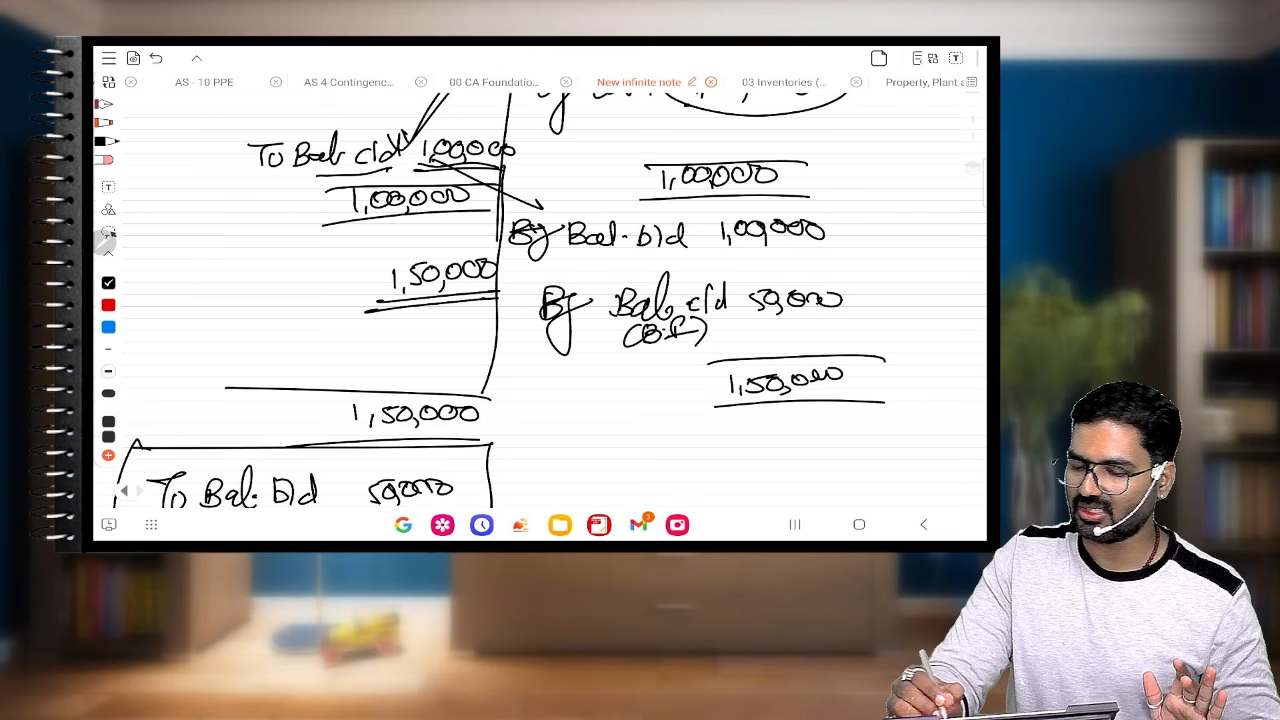 AS - 10 PPE
AS 4 Contingenc...
00 CA Foundatio...
New infinite note
03 Inventories (...
Property, Plant a
To Bal c/d 1,00,000
1,00,000
1,50,000
1,50,000
To Bal. b/d 50,000
By
1,00,000
By Bal. b/d 1,00,000
By Bal. c/d 50,000
(B.F)
1,50,000
3